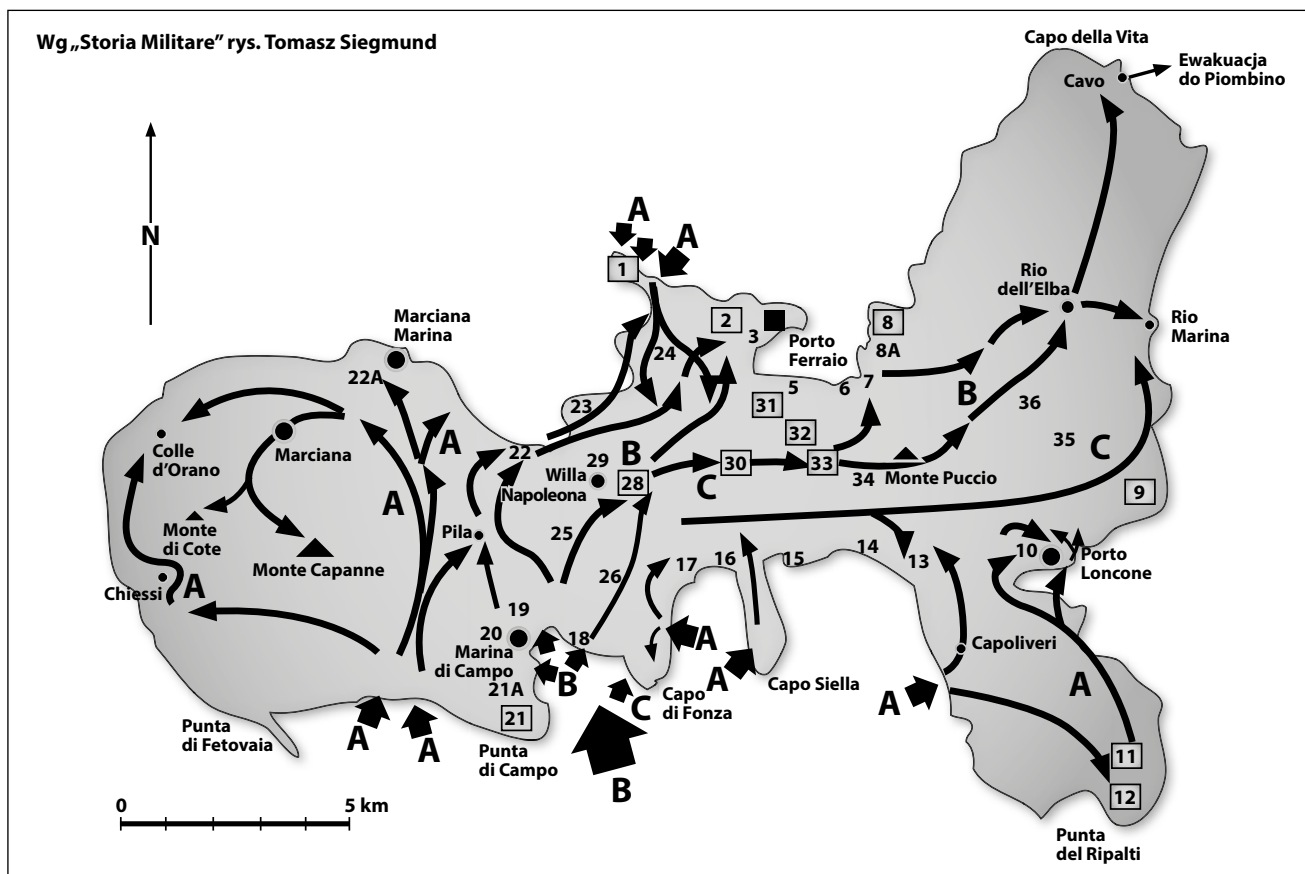 Wg „Storia Militare” rys. Tomasz Siegmund
Capo della Vita
Ewakuacja
do Piombino
Cavo
N
A
A
1
2
3
Porto
Ferraio
8
8A
Rio
dell'Elba
Rio
Marina
Marciana
Marina
22A
24
23
5
6
7
31
32
B
36
35
C
Colle
d'Orano
Marciana
A
22
29
Willa
Napoleona
B
28
C
30
33
34
Monte Puccio
9
Monte
di Cote
Monte Capanne
A
Pila
25
26
17
16
15
14
13
10
Porto
Loncone
Chiessi
A
19
20
Marina
di Campo
18
21A
21
B
C
A
A
Capo
di Fonza
Capo Siella
Capoliveri
A
A
Punta
di Fetovaia
A
A
Punta
di Campo
B
11
12
Punta
del Ripalti
0
5 km